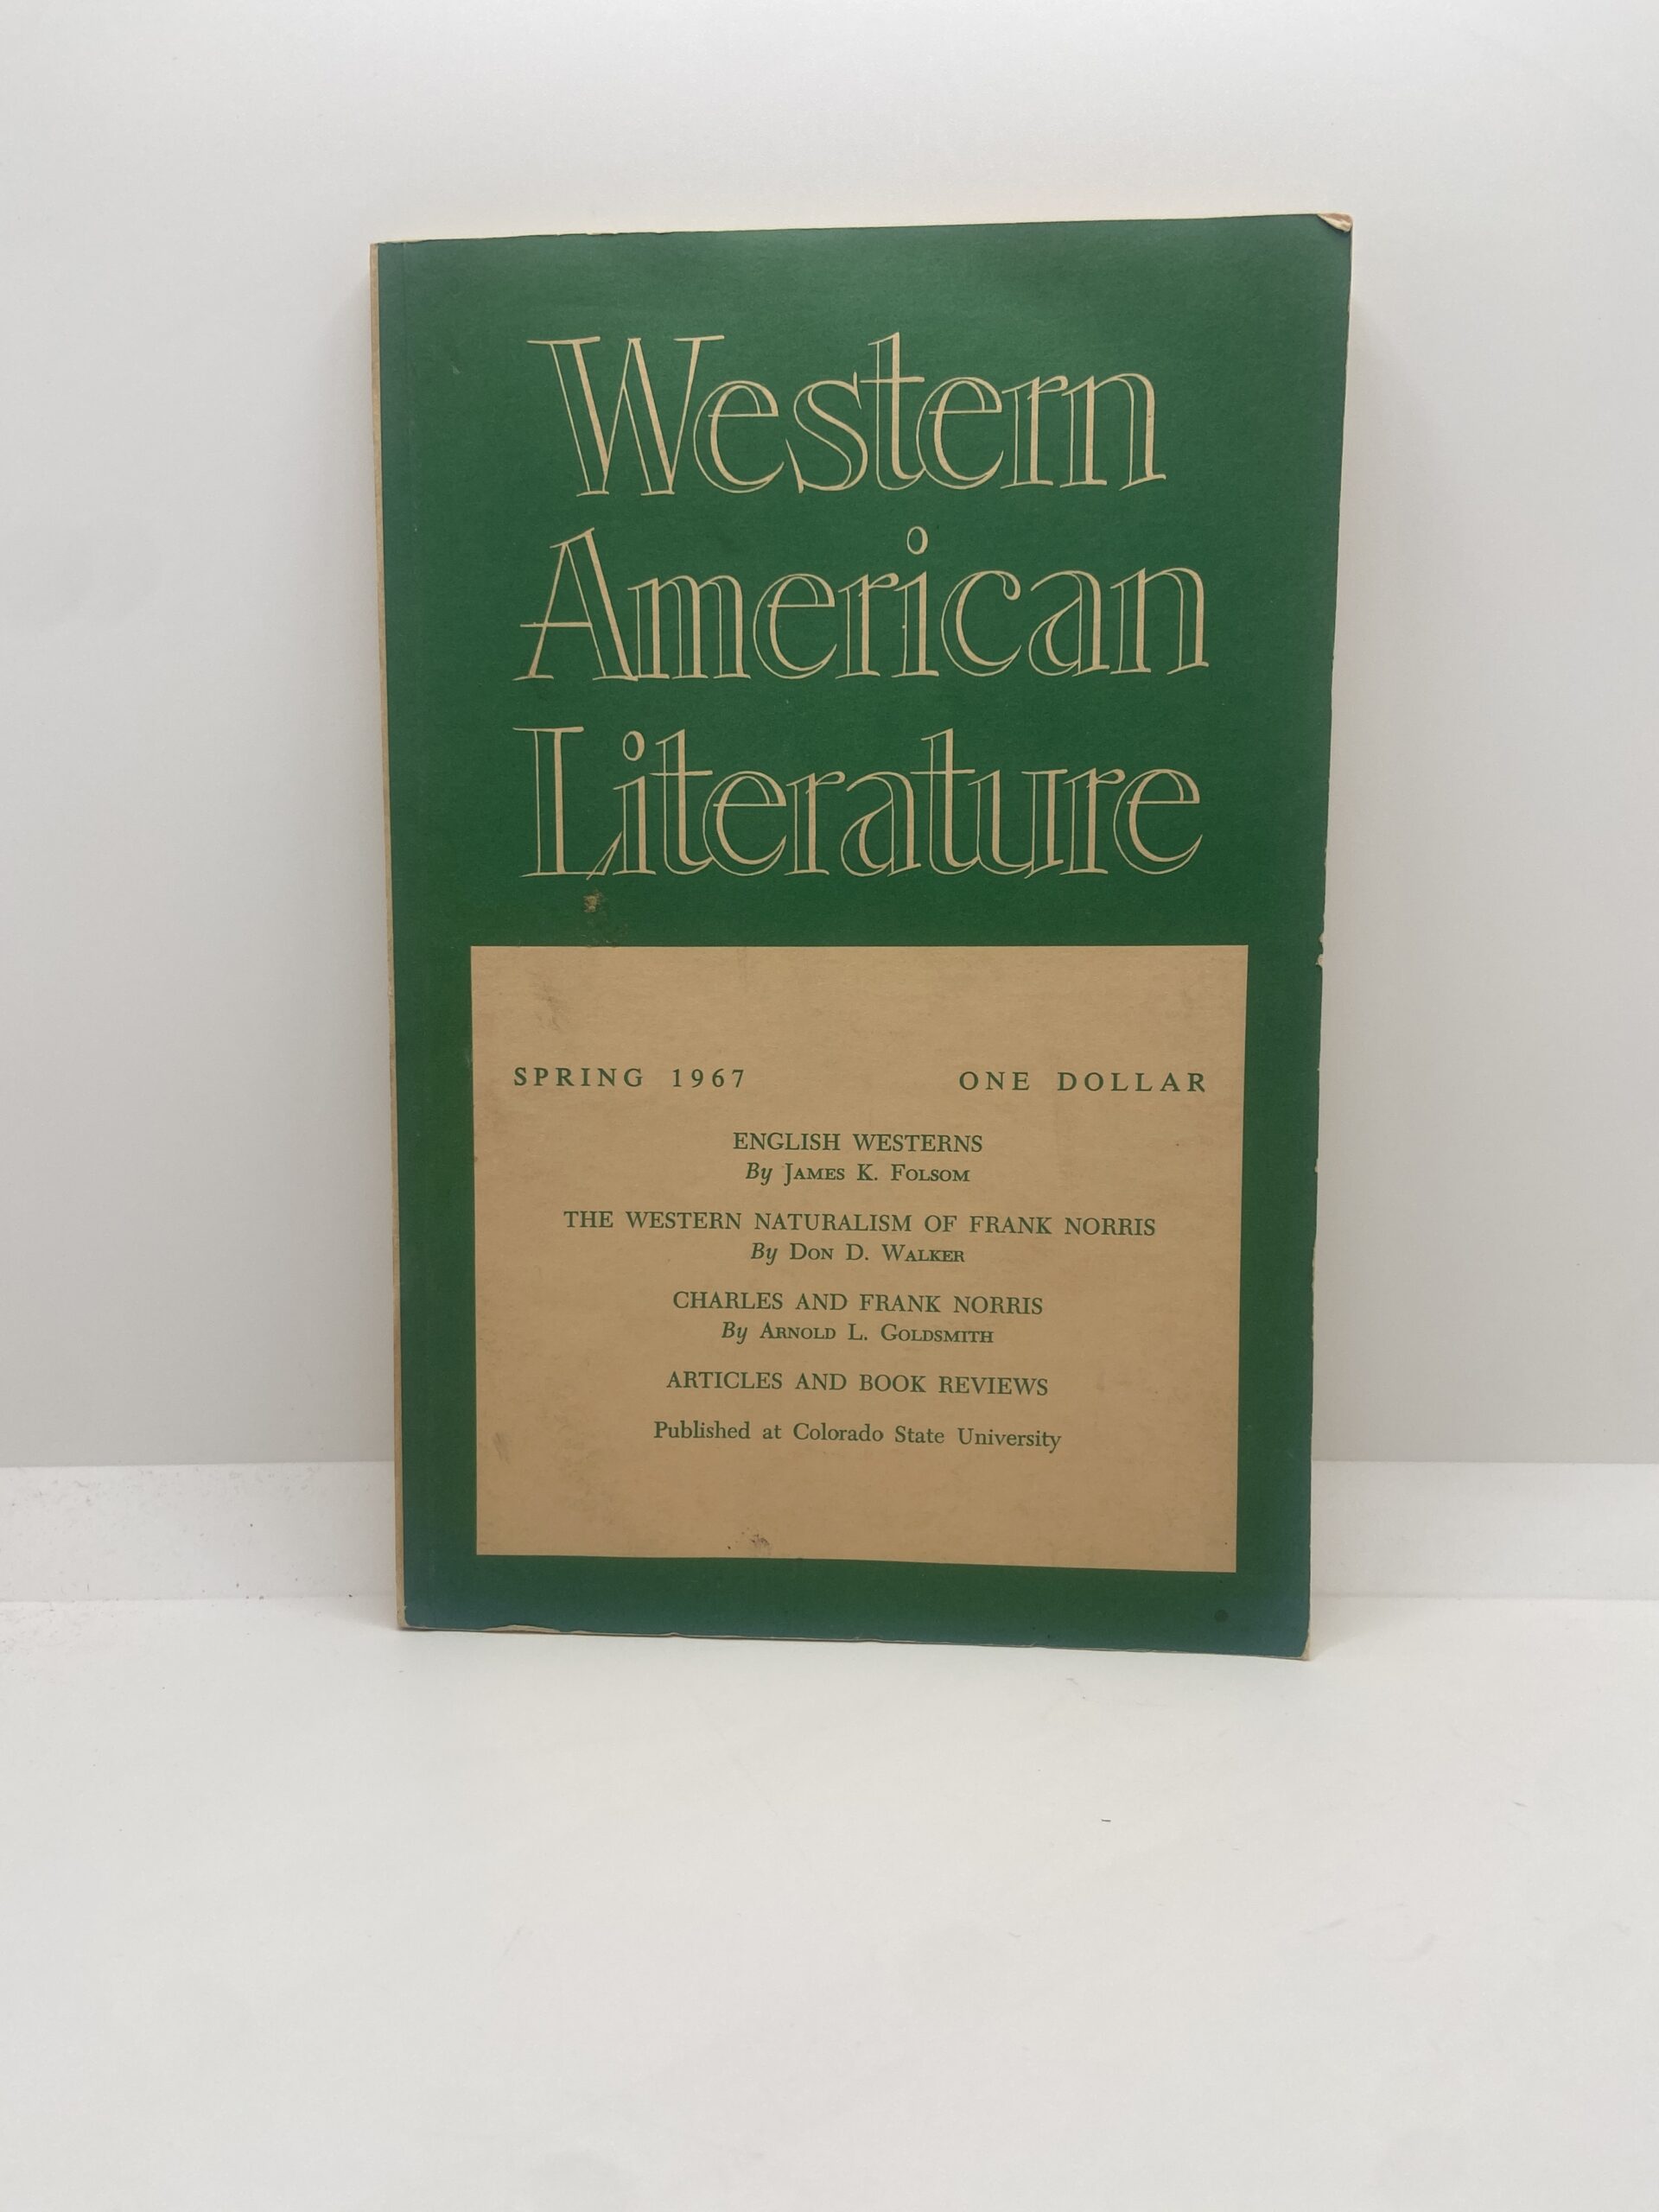 Western
American
Literature
SPRING 1967 ONE DOLLAR
ENGLISH WESTERNS
By JAMES K. FOLSOM
THE WESTERN NATURALISM OF FRANK NORRIS
By DON D. WALKER
CHARLES AND FRANK NORRIS
By ARNOLD L. GOLDSMITH
ARTICLES AND BOOK REVIEWS
Published at Colorado State University